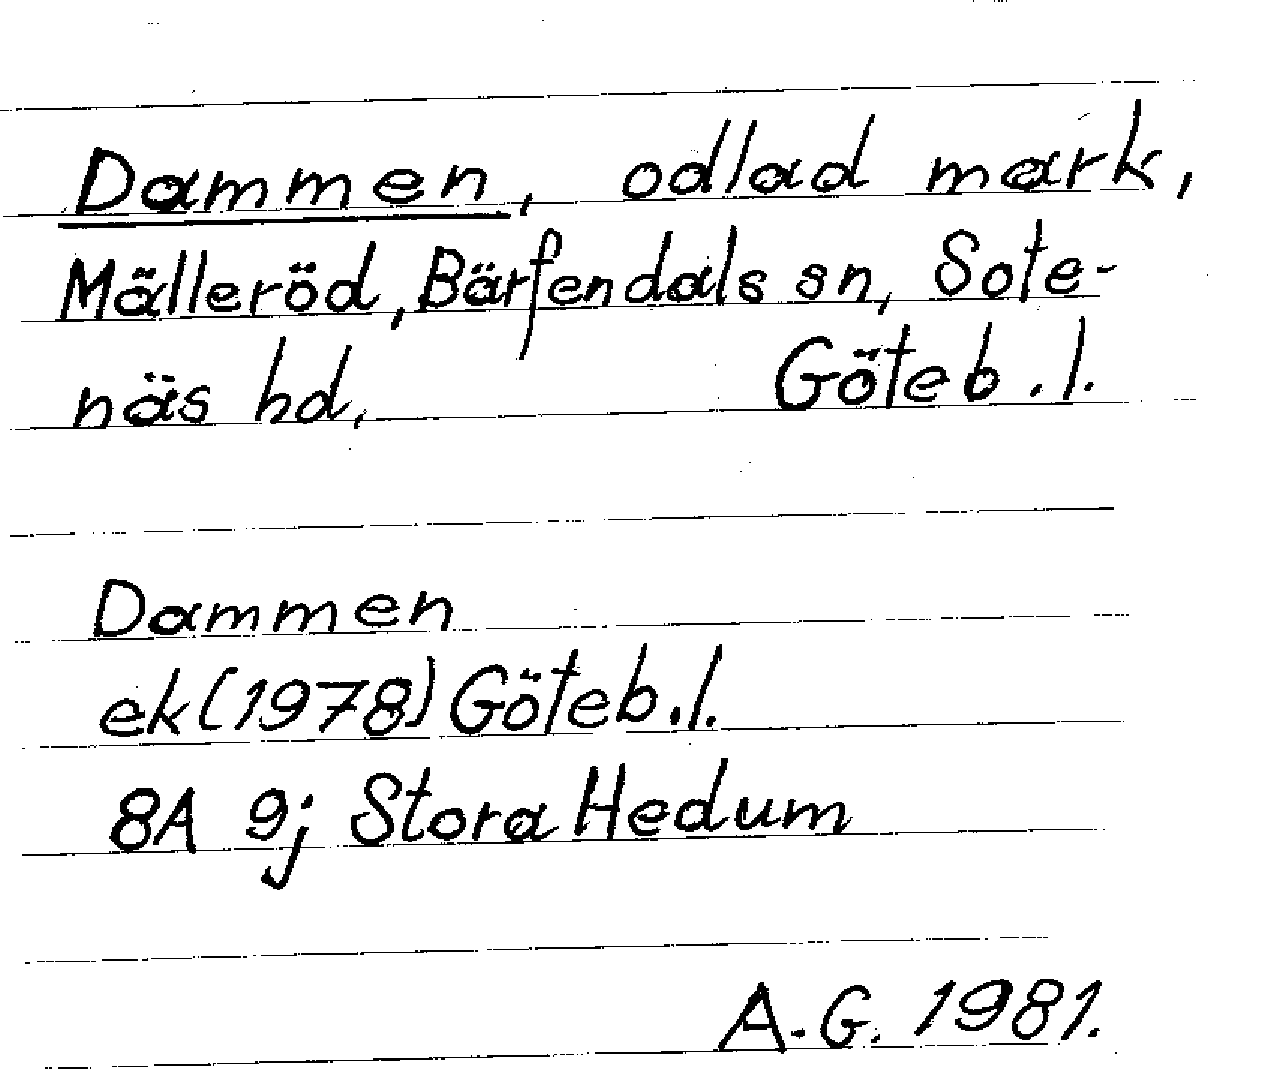 Dammen, odlad mark,
Mälleröd, Bärfendals sn, Sote-
näs hd, Göteb.l.
Dammen
ek(1978) Göteb.l.
8A 9j Stora Hedum
A.G. 1981.